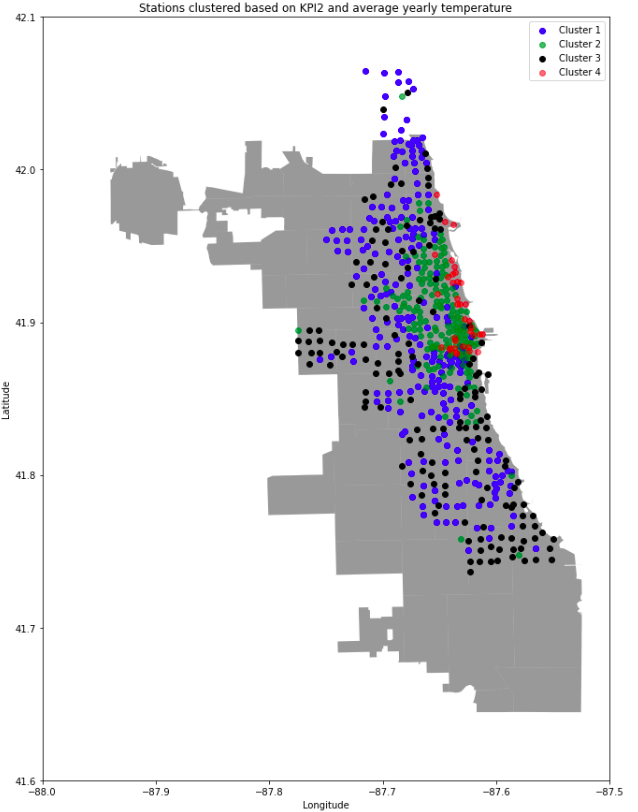 Stations clustered based on KPI2 and average yearly temperature
Cluster 1
Cluster 2
Cluster 3
Cluster 4
42.1
42.0
41.9
41.8
41.7
41.6
Latitude
−88.0
−87.9
−87.8
−87.7
−87.6
−87.5
Longitude